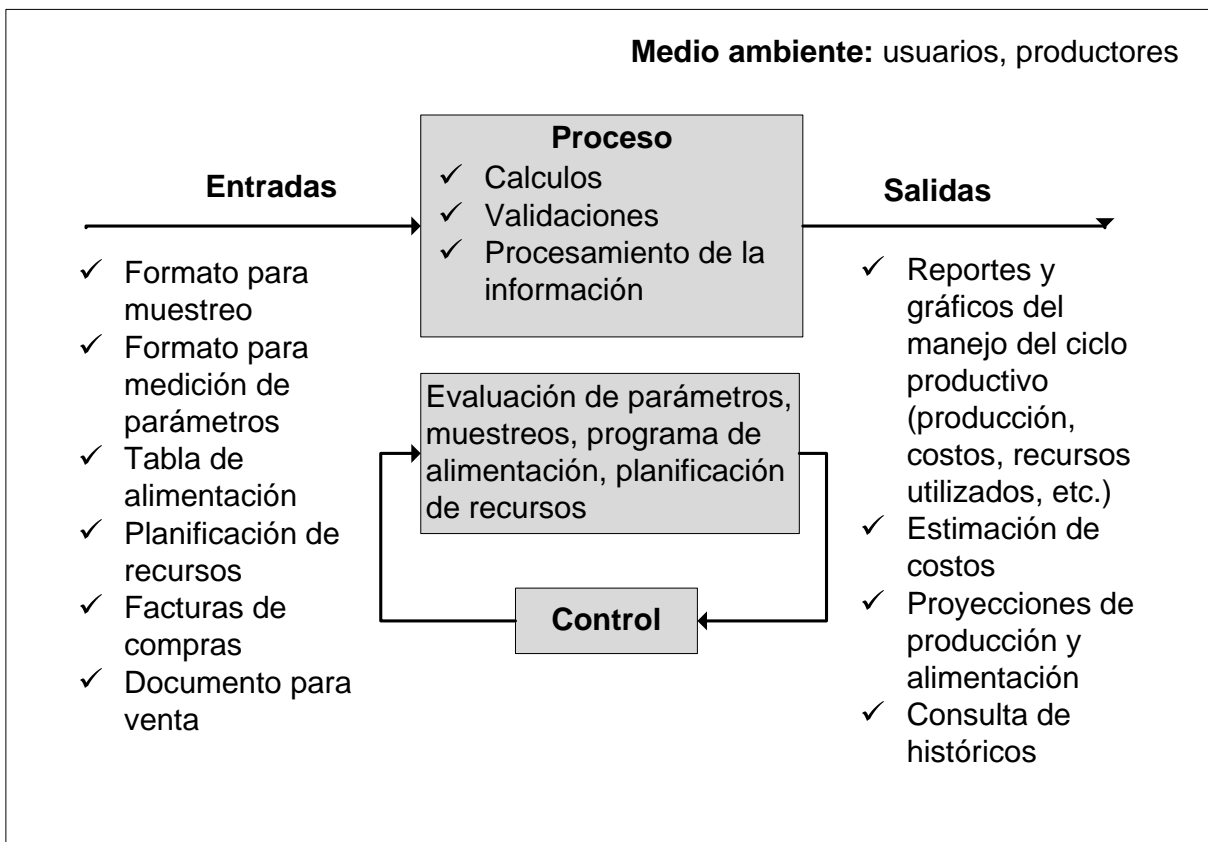 Medio ambiente: usuarios, productores
Entradas
Formato para
muestreo
Formato para
medición de
parámetros
Tabla de
alimentación
Planificación de
recursos
Facturas de
compras
Documento para
venta
Proceso
Calculos
Validaciones
Procesamiento de la
información
Evaluación de parámetros,
muestreos, programa de
alimentación, planificación
de recursos
Control
Salidas
Reportes y
gráficos del
manejo del ciclo
productivo
(producción,
costos, recursos
utilizados, etc.)
Estimación de
costos
Proyecciones de
producción y
alimentación
Consulta de
históricos